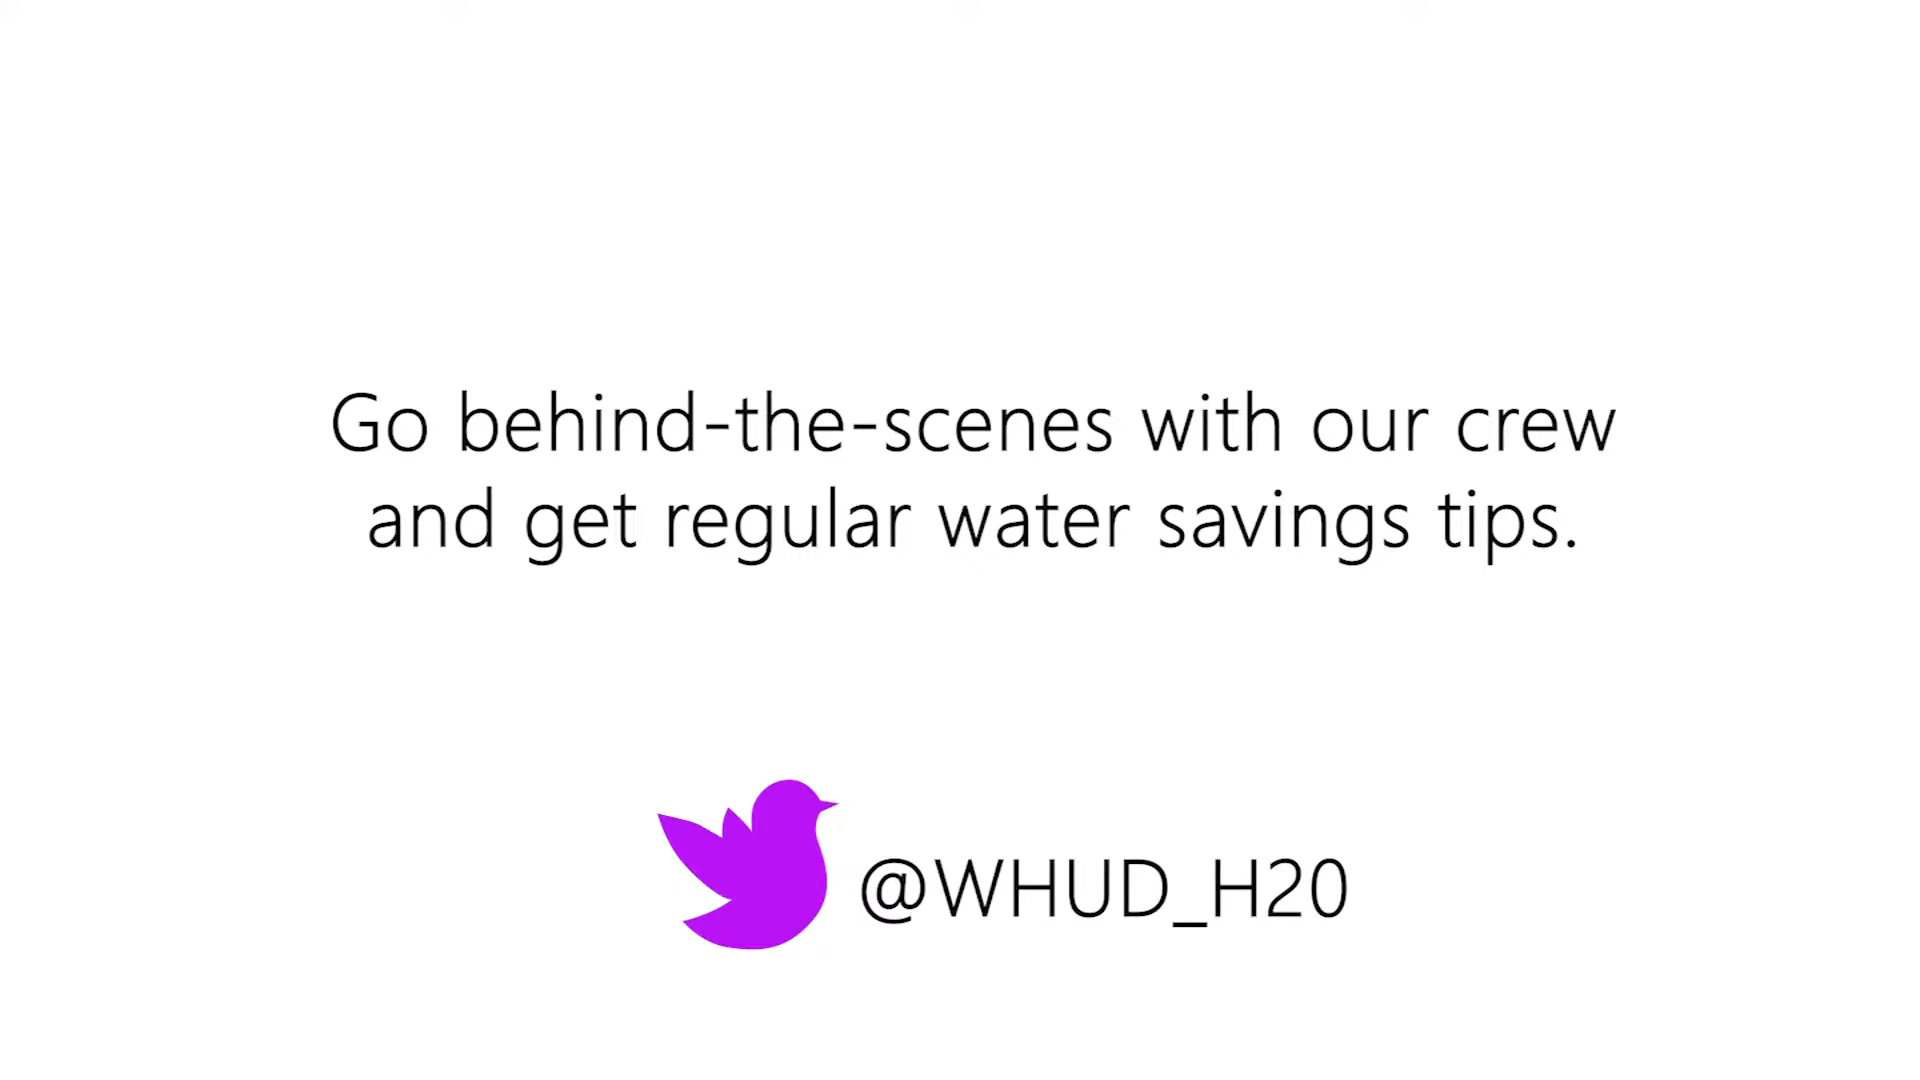 Go behind-the-scenes with our crew
and get regular water savings tips.
@WHUD_H20